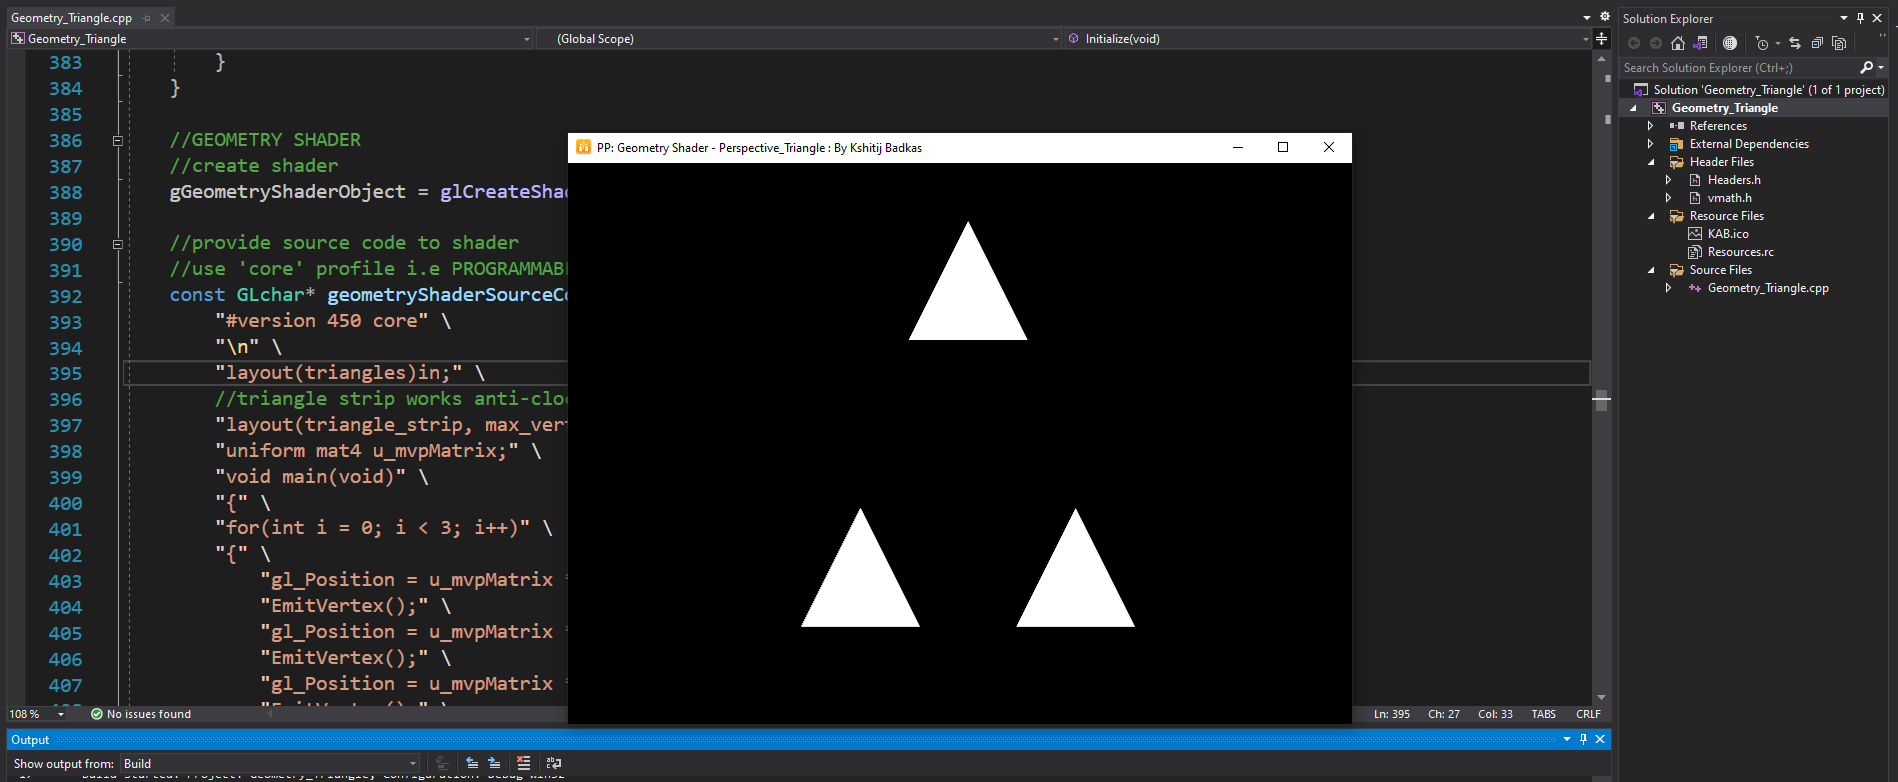 Geometry_Triangle.cpp
Geometry_Triangle
(Global Scope)
Initialize(void)
383 }
384 }
385
386 //GEOMETRY SHADER
387 //create shader
388 gGeometryShaderObject = glCreateShad
389
390 //provide source code to shader
391 //use 'core' profile i.e PROGRAMMAB
392 const GLchar* geometryShaderSourceCo
393 "#version 450 core" \
394 "\n" \
395 "layout(triangles)in;" \
396 //triangle strip works anti-cloc
397 "layout(triangle_strip, max_vert
398 "uniform mat4 u_mvpMatrix;" \
399 "void main(void)" \
400 "{" \
401 "for(int i = 0; i < 3; i++)" \
402 "{" \
403 "gl_Position = u_mvpMatrix *
404 "EmitVertex();" \
405 "gl_Position = u_mvpMatrix *
406 "EmitVertex();" \
407 "gl_Position = u_mvpMatrix *
PP: Geometry Shader - Perspective_Triangle : By Kshitij Badkas
108 %
No issues found
Ln: 395
Ch: 27
Col: 33
TABS
CRLF
Output
Show output from:
Build
Solution Explorer
Search Solution Explorer (Ctrl+;)
Solution 'Geometry_Triangle' (1 of 1 project)
Geometry_Triangle
References
External Dependencies
Header Files
Headers.h
vmath.h
Resource Files
KAB.ico
Resources.rc
Source Files
Geometry_Triangle.cpp